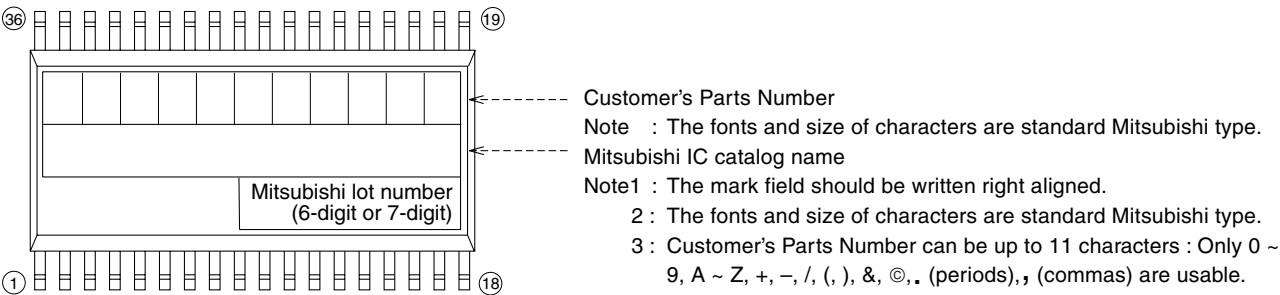 36 19
Customer's Parts Number
Note : The fonts and size of characters are standard Mitsubishi type.
Mitsubishi IC catalog name
Note1 : The mark field should be written right aligned.
2 : The fonts and size of characters are standard Mitsubishi type.
3 : Customer's Parts Number can be up to 11 characters : Only 0 ~
9, A ~ Z, +, –, /, (, ), &, ©, . (periods), , (commas) are usable.
Mitsubishi lot number
(6-digit or 7-digit)
1 18